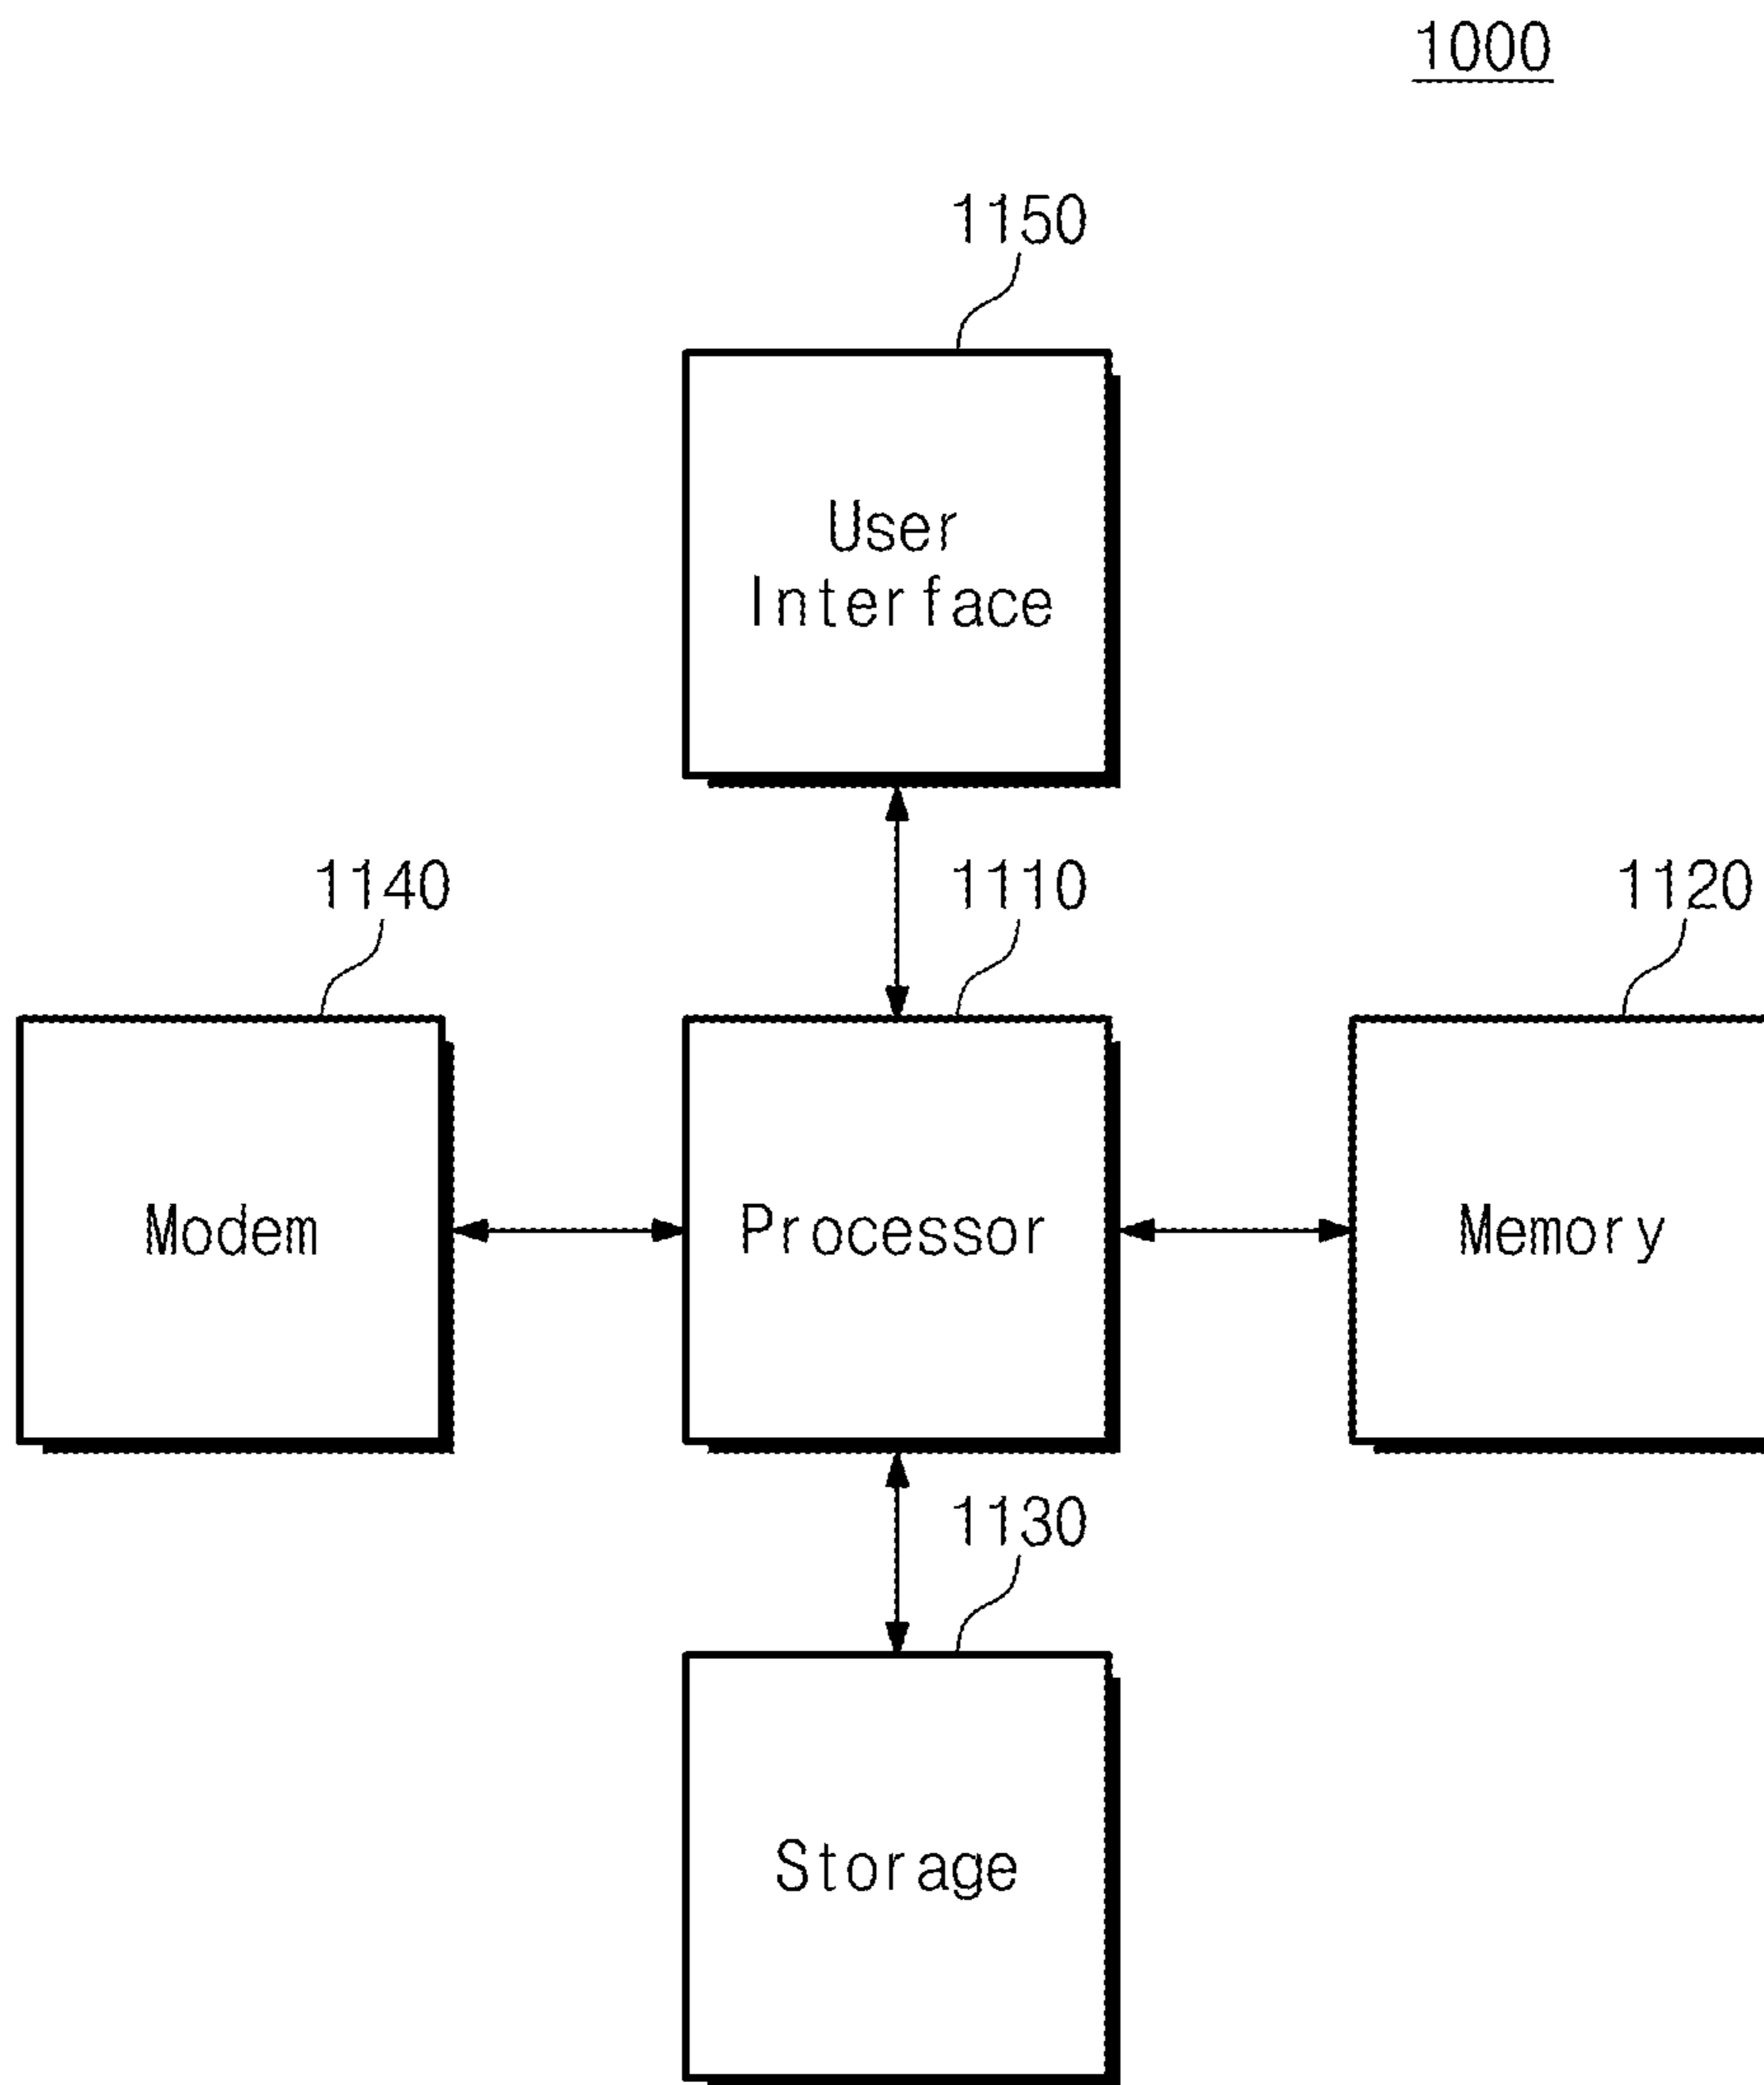 1000
1150
User
Interface
1140
1110
1120
Modem
Processor
Memory
1130
Storage